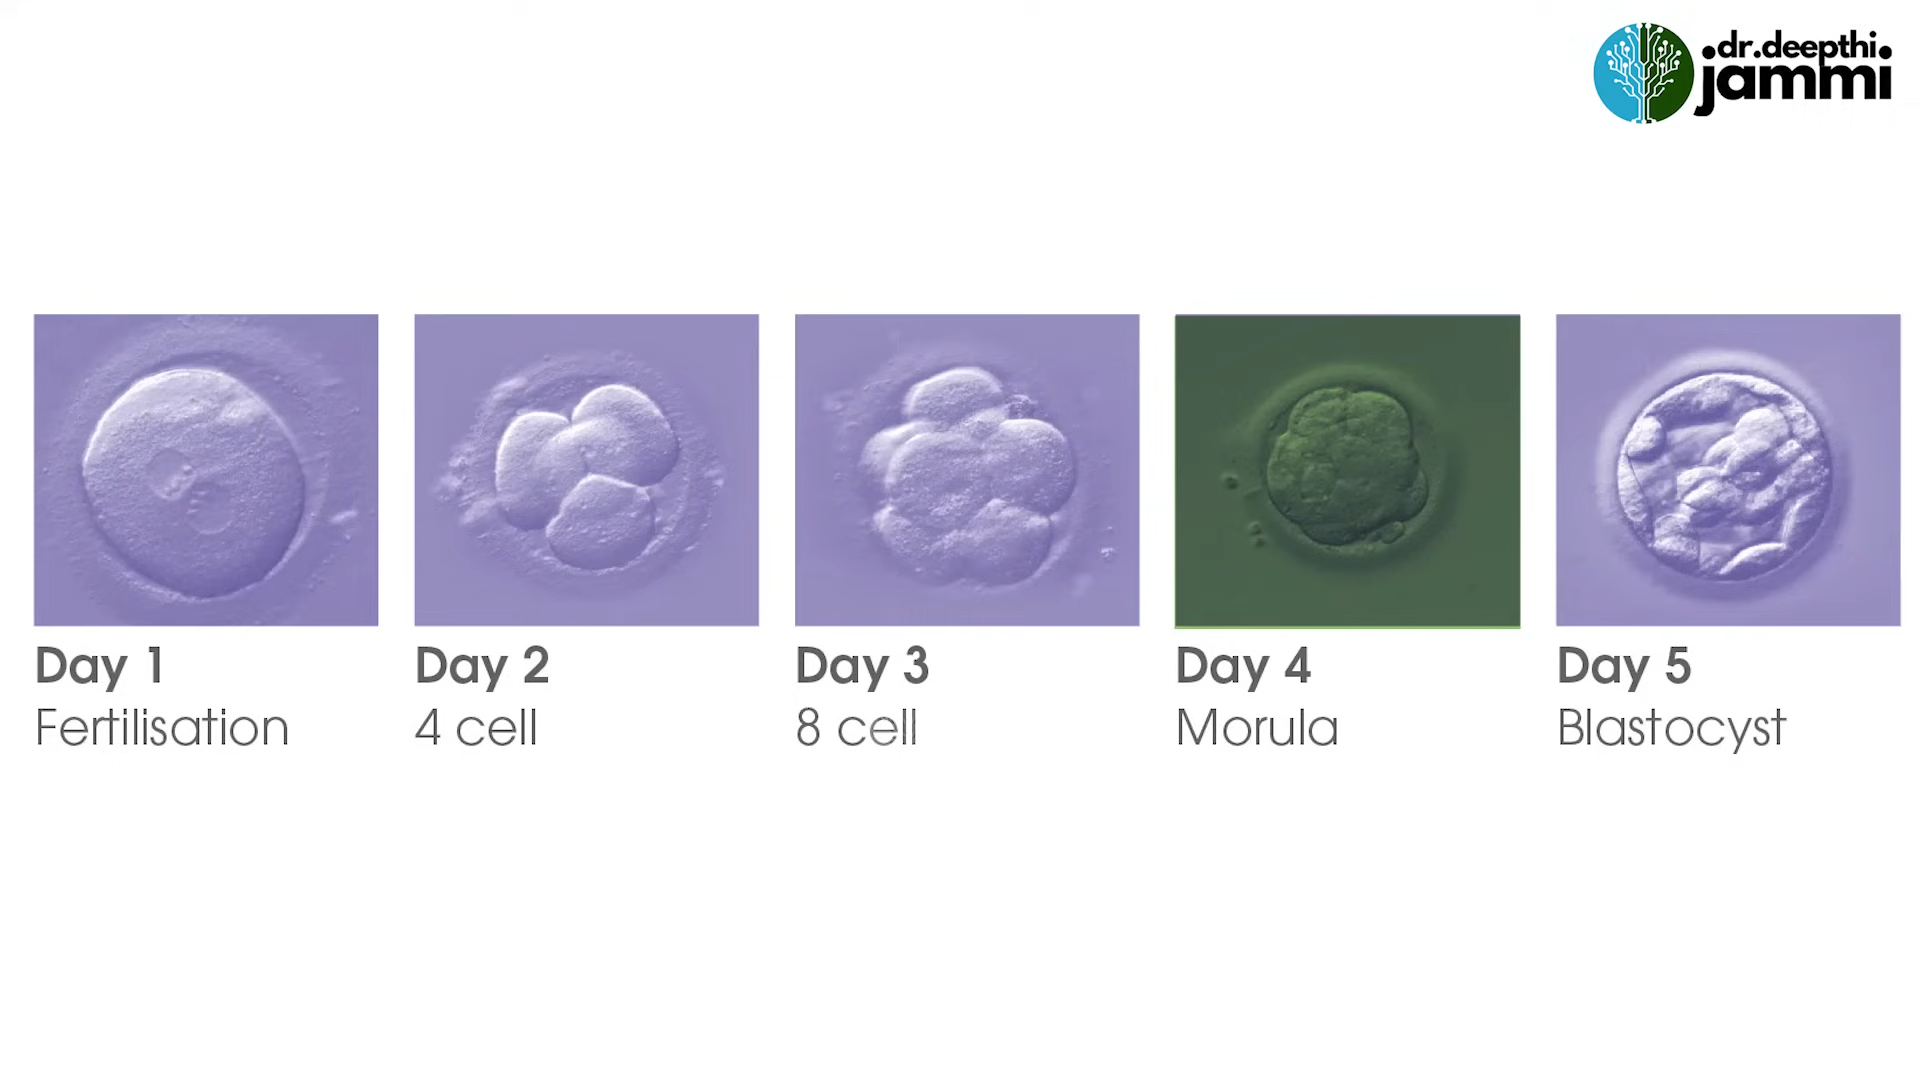 dr.deepthi
jammi
Day 1
Fertilisation
Day 2
4 cell
Day 3
8 cell
Day 4
Morula
Day 5
Blastocyst